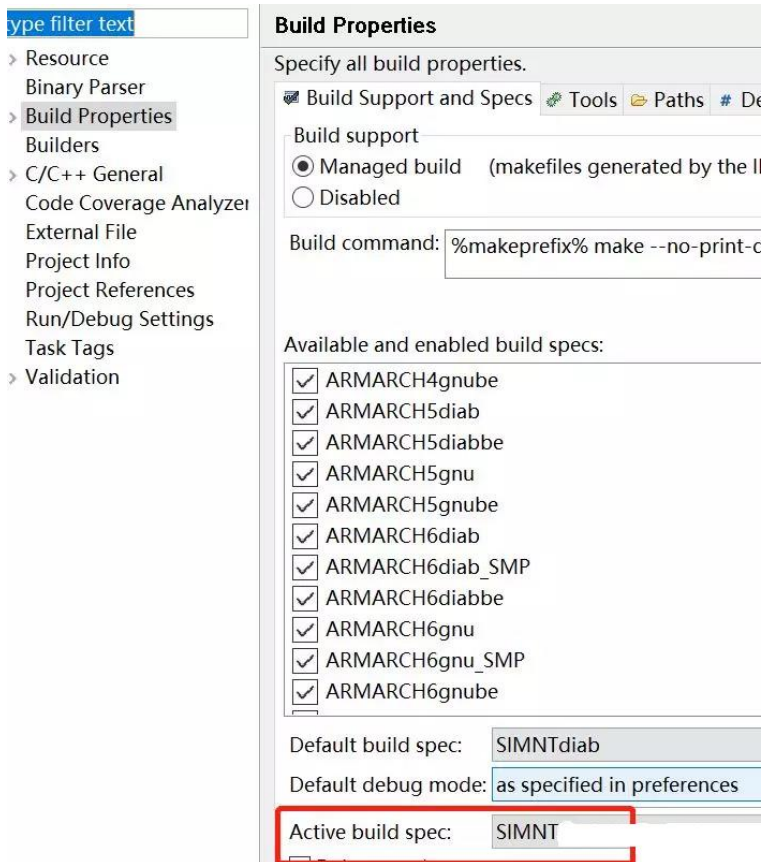 type filter text
Resource
Binary Parser
Build Properties
Builders
C/C++ General
Code Coverage Analyzer
External File
Project Info
Project References
Run/Debug Settings
Task Tags
Validation
Build Properties
Specify all build properties.
Build Support and Specs Tools Paths # De
Build support
Managed build (makefiles generated by the
Disabled
Build command: %makeprefix% make --no-print-
Available and enabled build specs:
ARMARCH4gnube
ARMARCH5diab
ARMARCH5diabbe
ARMARCH5gnu
ARMARCH5gnube
ARMARCH6diab
ARMARCH6diab_SMP
ARMARCH6diabbe
ARMARCH6gnu
ARMARCH6gnu_SMP
ARMARCH6gnube
Default build spec: SIMNTdiab
Default debug mode: as specified in preferences
Active build spec: SIMNT